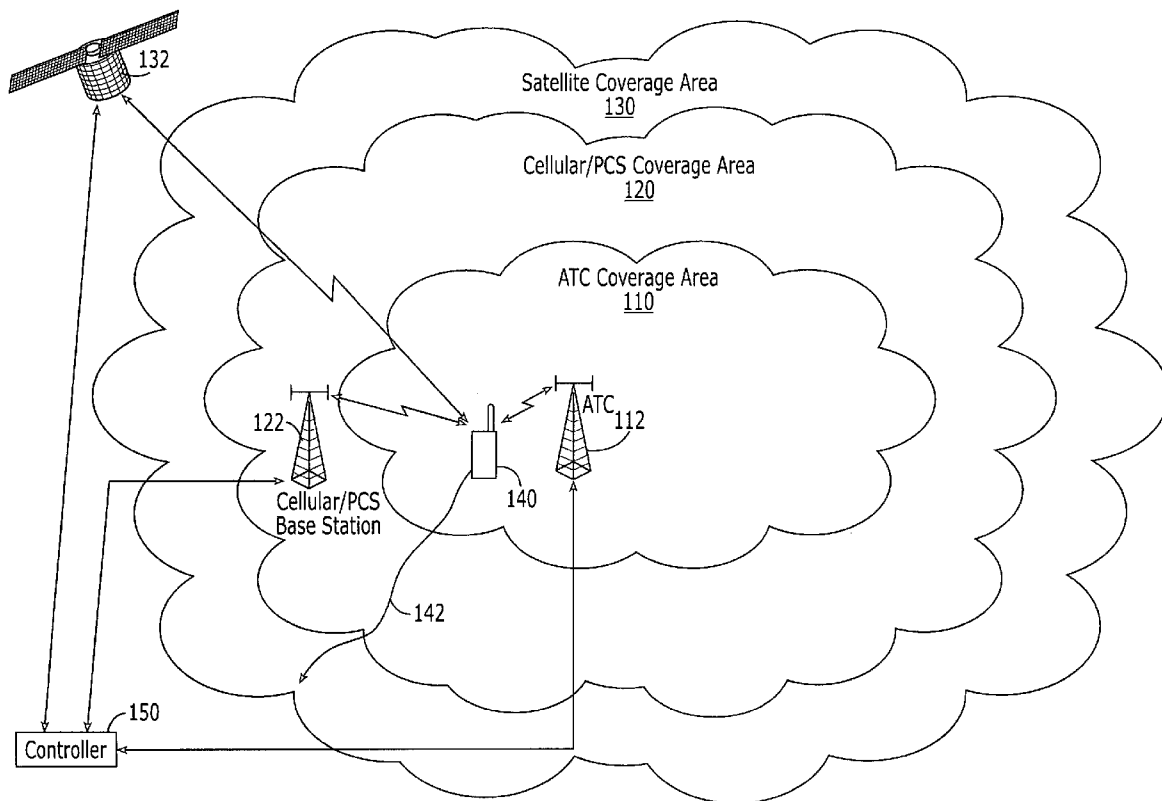 132
Satellite Coverage Area
130
Cellular/PCS Coverage Area
120
ATC Coverage Area
110
122
ATC
112
140
Cellular/PCS
Base Station
142
150
Controller